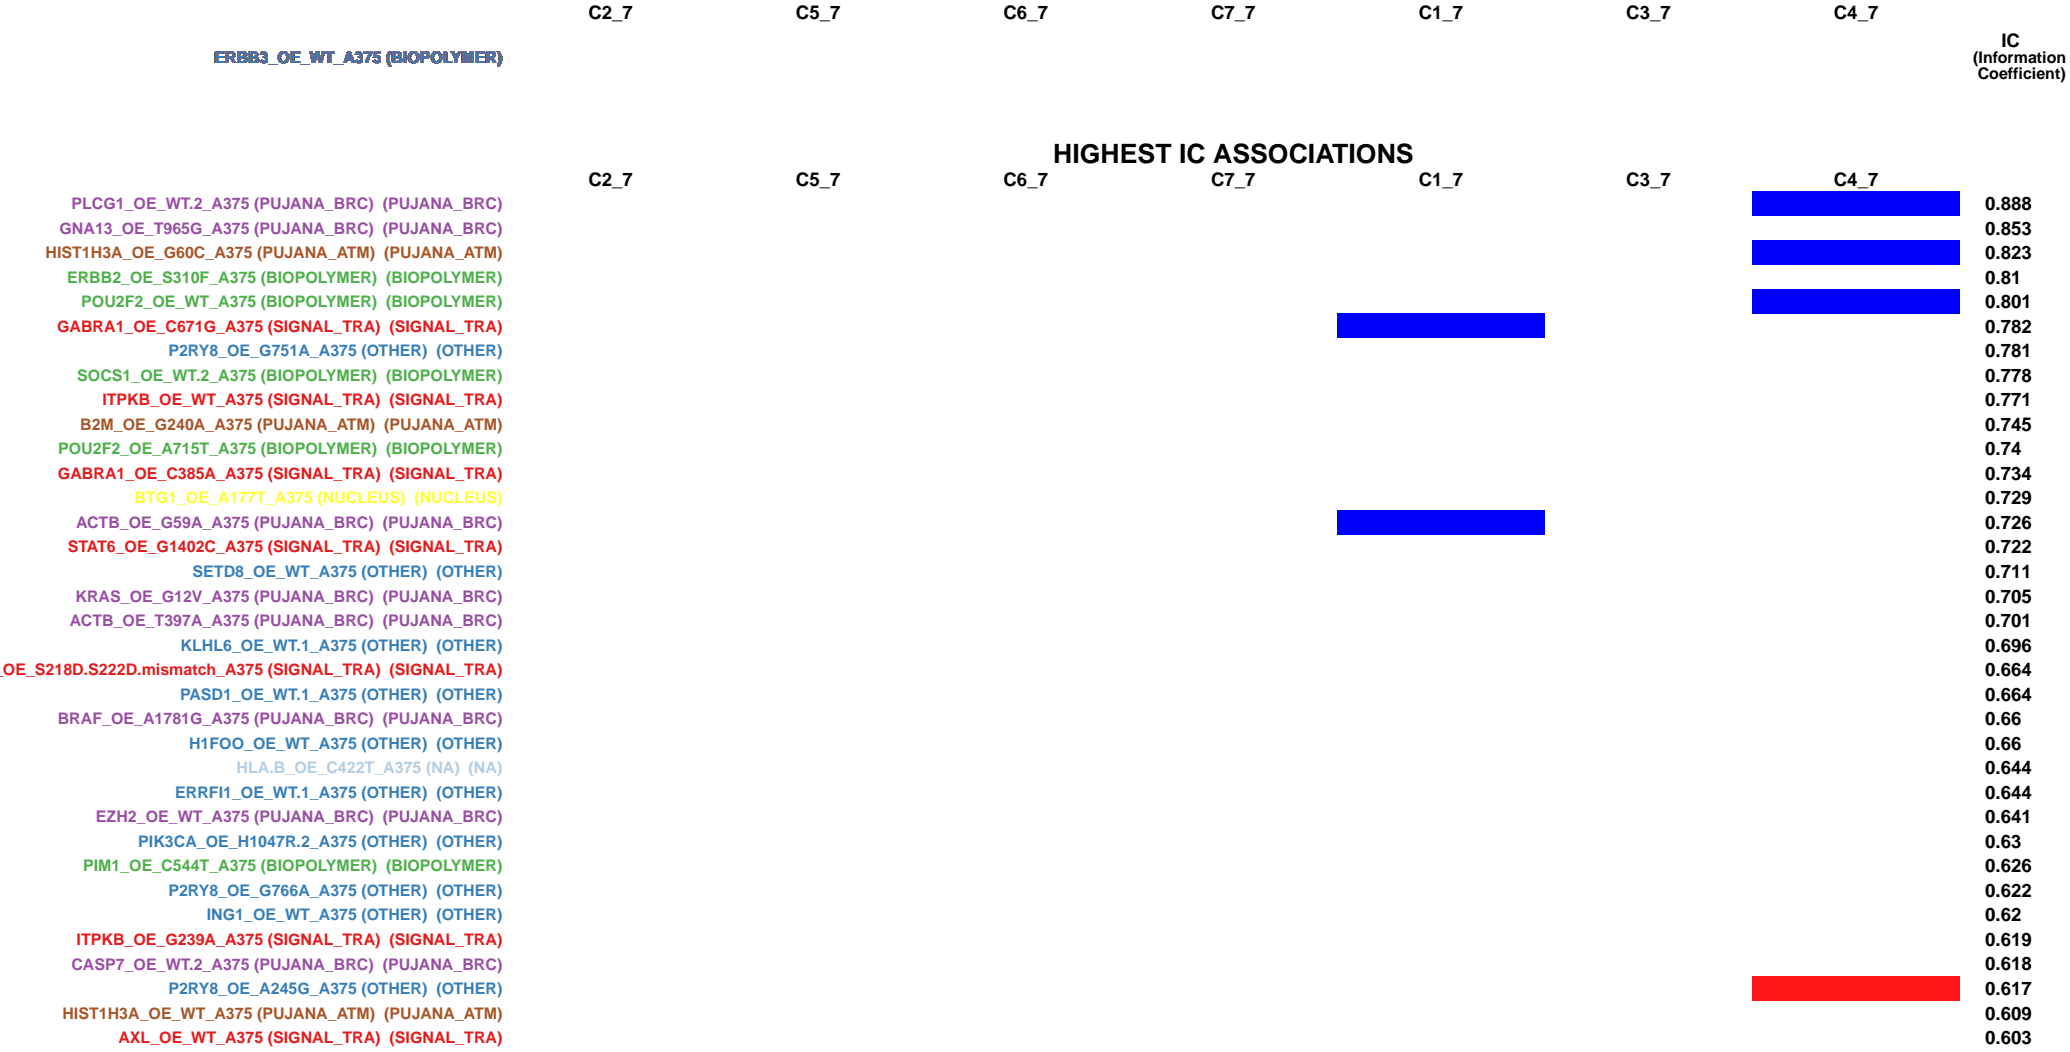 C2_7 C5_7 C6_7 C7_7 C1_7 C3_7 C4_7
ERBB3_OE_WT_A375 (BIOPOLYMER)
IC
(Information
Coefficient)
HIGHEST IC ASSOCIATIONS
C2_7 C5_7 C6_7 C7_7 C1_7 C3_7 C4_7
PLCG1_OE_WT.2_A375 (PUJANA_BRC) (PUJANA_BRC) 0.888
GNA13_OE_T965G_A375 (PUJANA_BRC) (PUJANA_BRC) 0.853
HIST1H3A_OE_G60C_A375 (PUJANA_ATM) (PUJANA_ATM) 0.823
ERBB2_OE_S310F_A375 (BIOPOLYMER) (BIOPOLYMER) 0.81
POU2F2_OE_WT_A375 (BIOPOLYMER) (BIOPOLYMER) 0.801
GABRA1_OE_C671G_A375 (SIGNAL_TRA) (SIGNAL_TRA) 0.782
P2RY8_OE_G751A_A375 (OTHER) (OTHER) 0.781
SOCS1_OE_WT.2_A375 (BIOPOLYMER) (BIOPOLYMER) 0.778
ITPKB_OE_WT_A375 (SIGNAL_TRA) (SIGNAL_TRA) 0.771
B2M_OE_G240A_A375 (PUJANA_ATM) (PUJANA_ATM) 0.745
POU2F2_OE_A715T_A375 (BIOPOLYMER) (BIOPOLYMER) 0.74
GABRA1_OE_C385A_A375 (SIGNAL_TRA) (SIGNAL_TRA) 0.734
BTG1_OE_A177T_A375 (NUCLEUS) (NUCLEUS) 0.729
ACTB_OE_G59A_A375 (PUJANA_BRC) (PUJANA_BRC) 0.726
STAT6_OE_G1402C_A375 (SIGNAL_TRA) (SIGNAL_TRA) 0.722
SETD8_OE_WT_A375 (OTHER) (OTHER) 0.711
KRAS_OE_G12V_A375 (PUJANA_BRC) (PUJANA_BRC) 0.705
ACTB_OE_T397A_A375 (PUJANA_BRC) (PUJANA_BRC) 0.701
KLHL6_OE_WT.1_A375 (OTHER) (OTHER) 0.696
_OE_S218D.S222D.mismatch_A375 (SIGNAL_TRA) (SIGNAL_TRA) 0.664
PASD1_OE_WT.1_A375 (OTHER) (OTHER) 0.664
BRAF_OE_A1781G_A375 (PUJANA_BRC) (PUJANA_BRC) 0.66
H1FOO_OE_WT_A375 (OTHER) (OTHER) 0.66
HLA.B_OE_C422T_A375 (NA) (NA) 0.644
ERRFI1_OE_WT.1_A375 (OTHER) (OTHER) 0.644
EZH2_OE_WT_A375 (PUJANA_BRC) (PUJANA_BRC) 0.641
PIK3CA_OE_H1047R.2_A375 (OTHER) (OTHER) 0.63
PIM1_OE_C544T_A375 (BIOPOLYMER) (BIOPOLYMER) 0.626
P2RY8_OE_G766A_A375 (OTHER) (OTHER) 0.622
ING1_OE_WT_A375 (OTHER) (OTHER) 0.62
ITPKB_OE_G239A_A375 (SIGNAL_TRA) (SIGNAL_TRA) 0.619
CASP7_OE_WT.2_A375 (PUJANA_BRC) (PUJANA_BRC) 0.618
P2RY8_OE_A245G_A375 (OTHER) (OTHER) 0.617
HIST1H3A_OE_WT_A375 (PUJANA_ATM) (PUJANA_ATM) 0.609
AXL_OE_WT_A375 (SIGNAL_TRA) (SIGNAL_TRA) 0.603